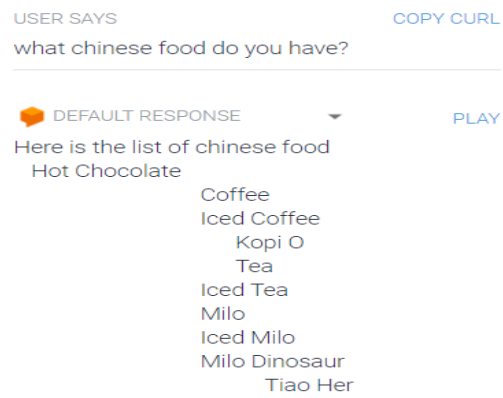 USER SAYS COPY CURL
what chinese food do you have?
DEFAULT RESPONSE PLAY
Here is the list of chinese food
Hot Chocolate
Coffee
Iced Coffee
Kopi O
Tea
Iced Tea
Milo
Iced Milo
Milo Dinosaur
Tiao Her